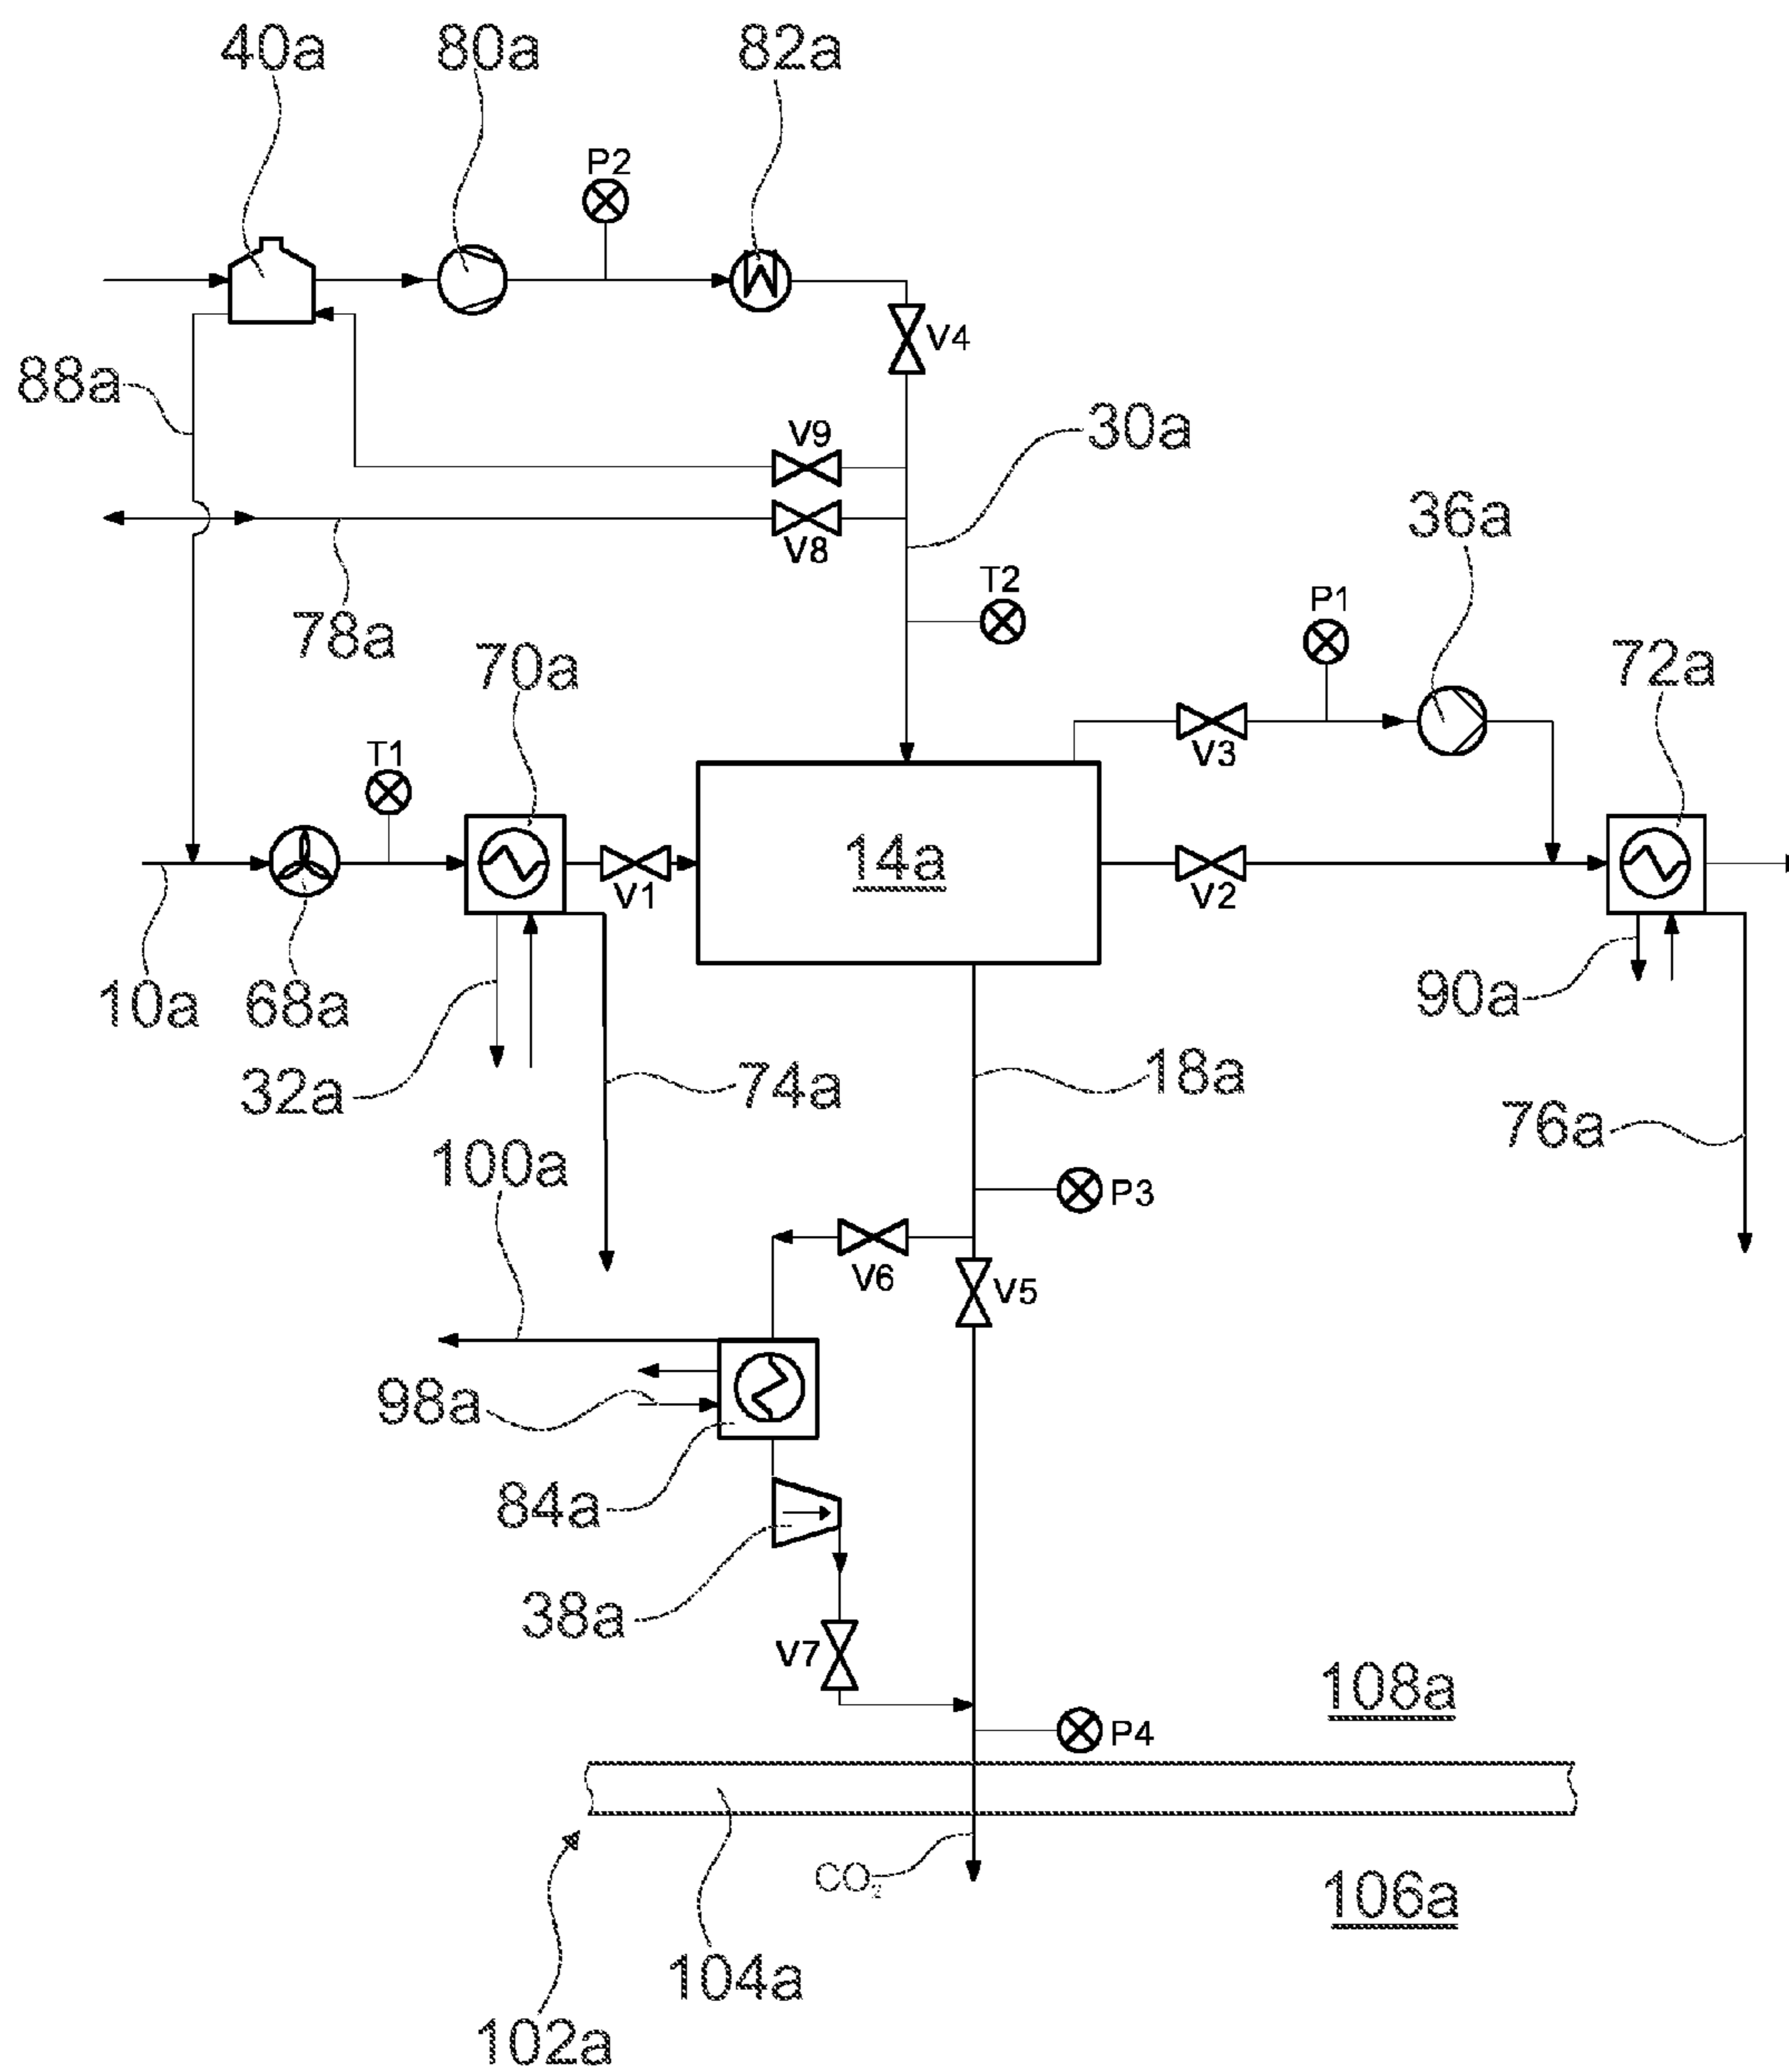 40a 80a 82a
P2
V4
88a
V9
30a
V8
36a
T2
P1
78a
70a
72a
T1
V3
14a
V1
V2
10a 68a
90a
32a
74a
18a
76a
100a
P3
V6
V5
98a
84a
38a
V7
108a
P4
CO₂
106a
104a
102a